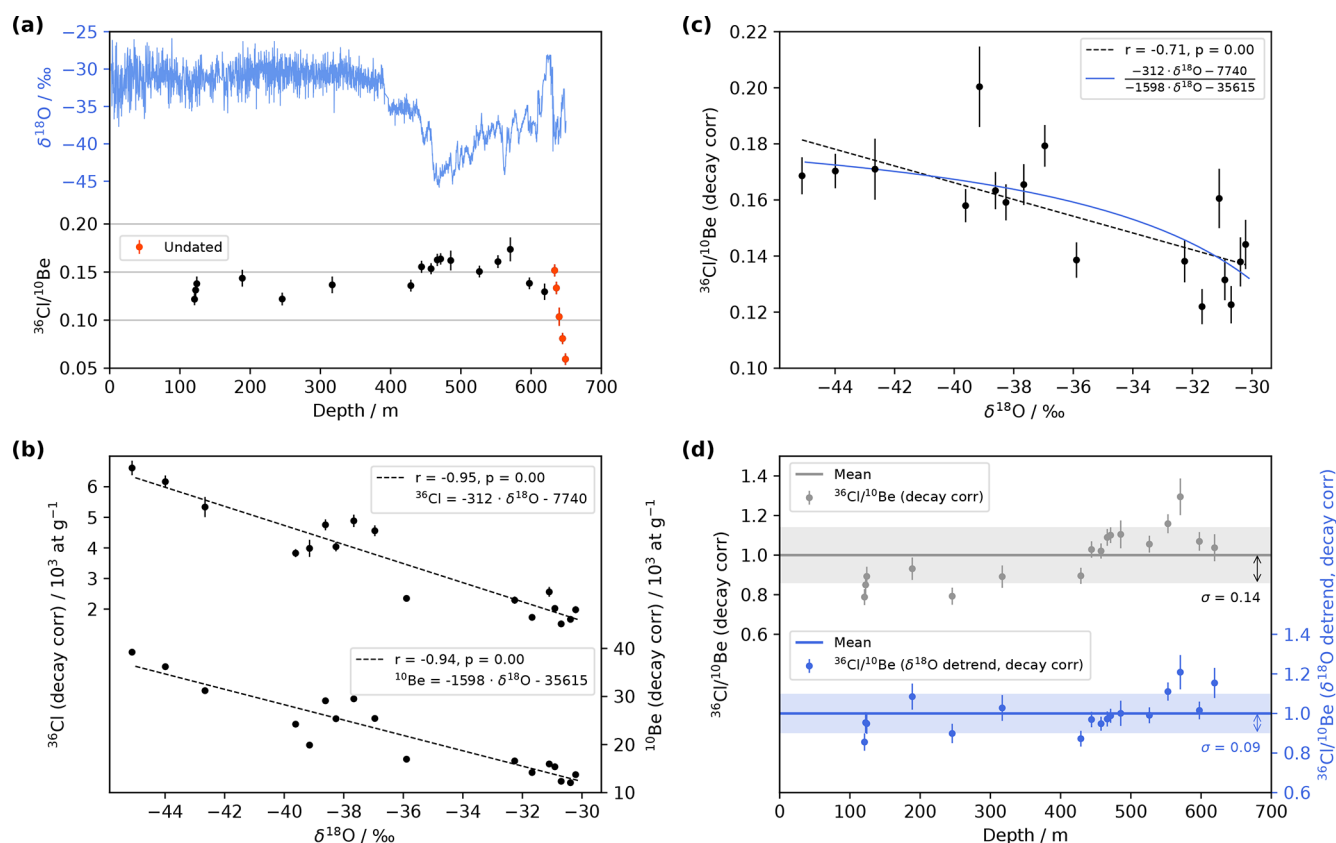 (a)
−25
−30
−35
−40
−45
δ¹⁸O / ‰
0.20
0.15
0.10
0.05
³⁶Cl/¹⁰Be
Undated
0 100 200 300 400 500 600 700
Depth / m
(b)
6
5
4
3
2
³⁶Cl (decay corr) / 10³ at g⁻¹
r = -0.95, p = 0.00
³⁶Cl = -312 · δ¹⁸O - 7740
r = -0.94, p = 0.00
¹⁰Be = -1598 · δ¹⁸O - 35615
40
30
20
10
¹⁰Be (decay corr) / 10³ at g⁻¹
−44 −42 −40 −38 −36 −34 −32 −30
δ¹⁸O / ‰
(c)
0.22
0.20
0.18
0.16
0.14
0.12
0.10
³⁶Cl/¹⁰Be (decay corr)
r = -0.71, p = 0.00
−312 · δ¹⁸O − 7740
−1598 · δ¹⁸O − 35615
−44 −42 −40 −38 −36 −34 −32 −30
δ¹⁸O / ‰
(d)
1.4
1.2
1.0
0.8
0.6
³⁶Cl/¹⁰Be (decay corr)
Mean
³⁶Cl/¹⁰Be (decay corr)
σ = 0.14
Mean
³⁶Cl/¹⁰Be (δ¹⁸O detrend, decay corr)
σ = 0.09
1.4
1.2
1.0
0.8
0.6
³⁶Cl/¹⁰Be (δ¹⁸O detrend, decay corr)
0 100 200 300 400 500 600 700
Depth / m